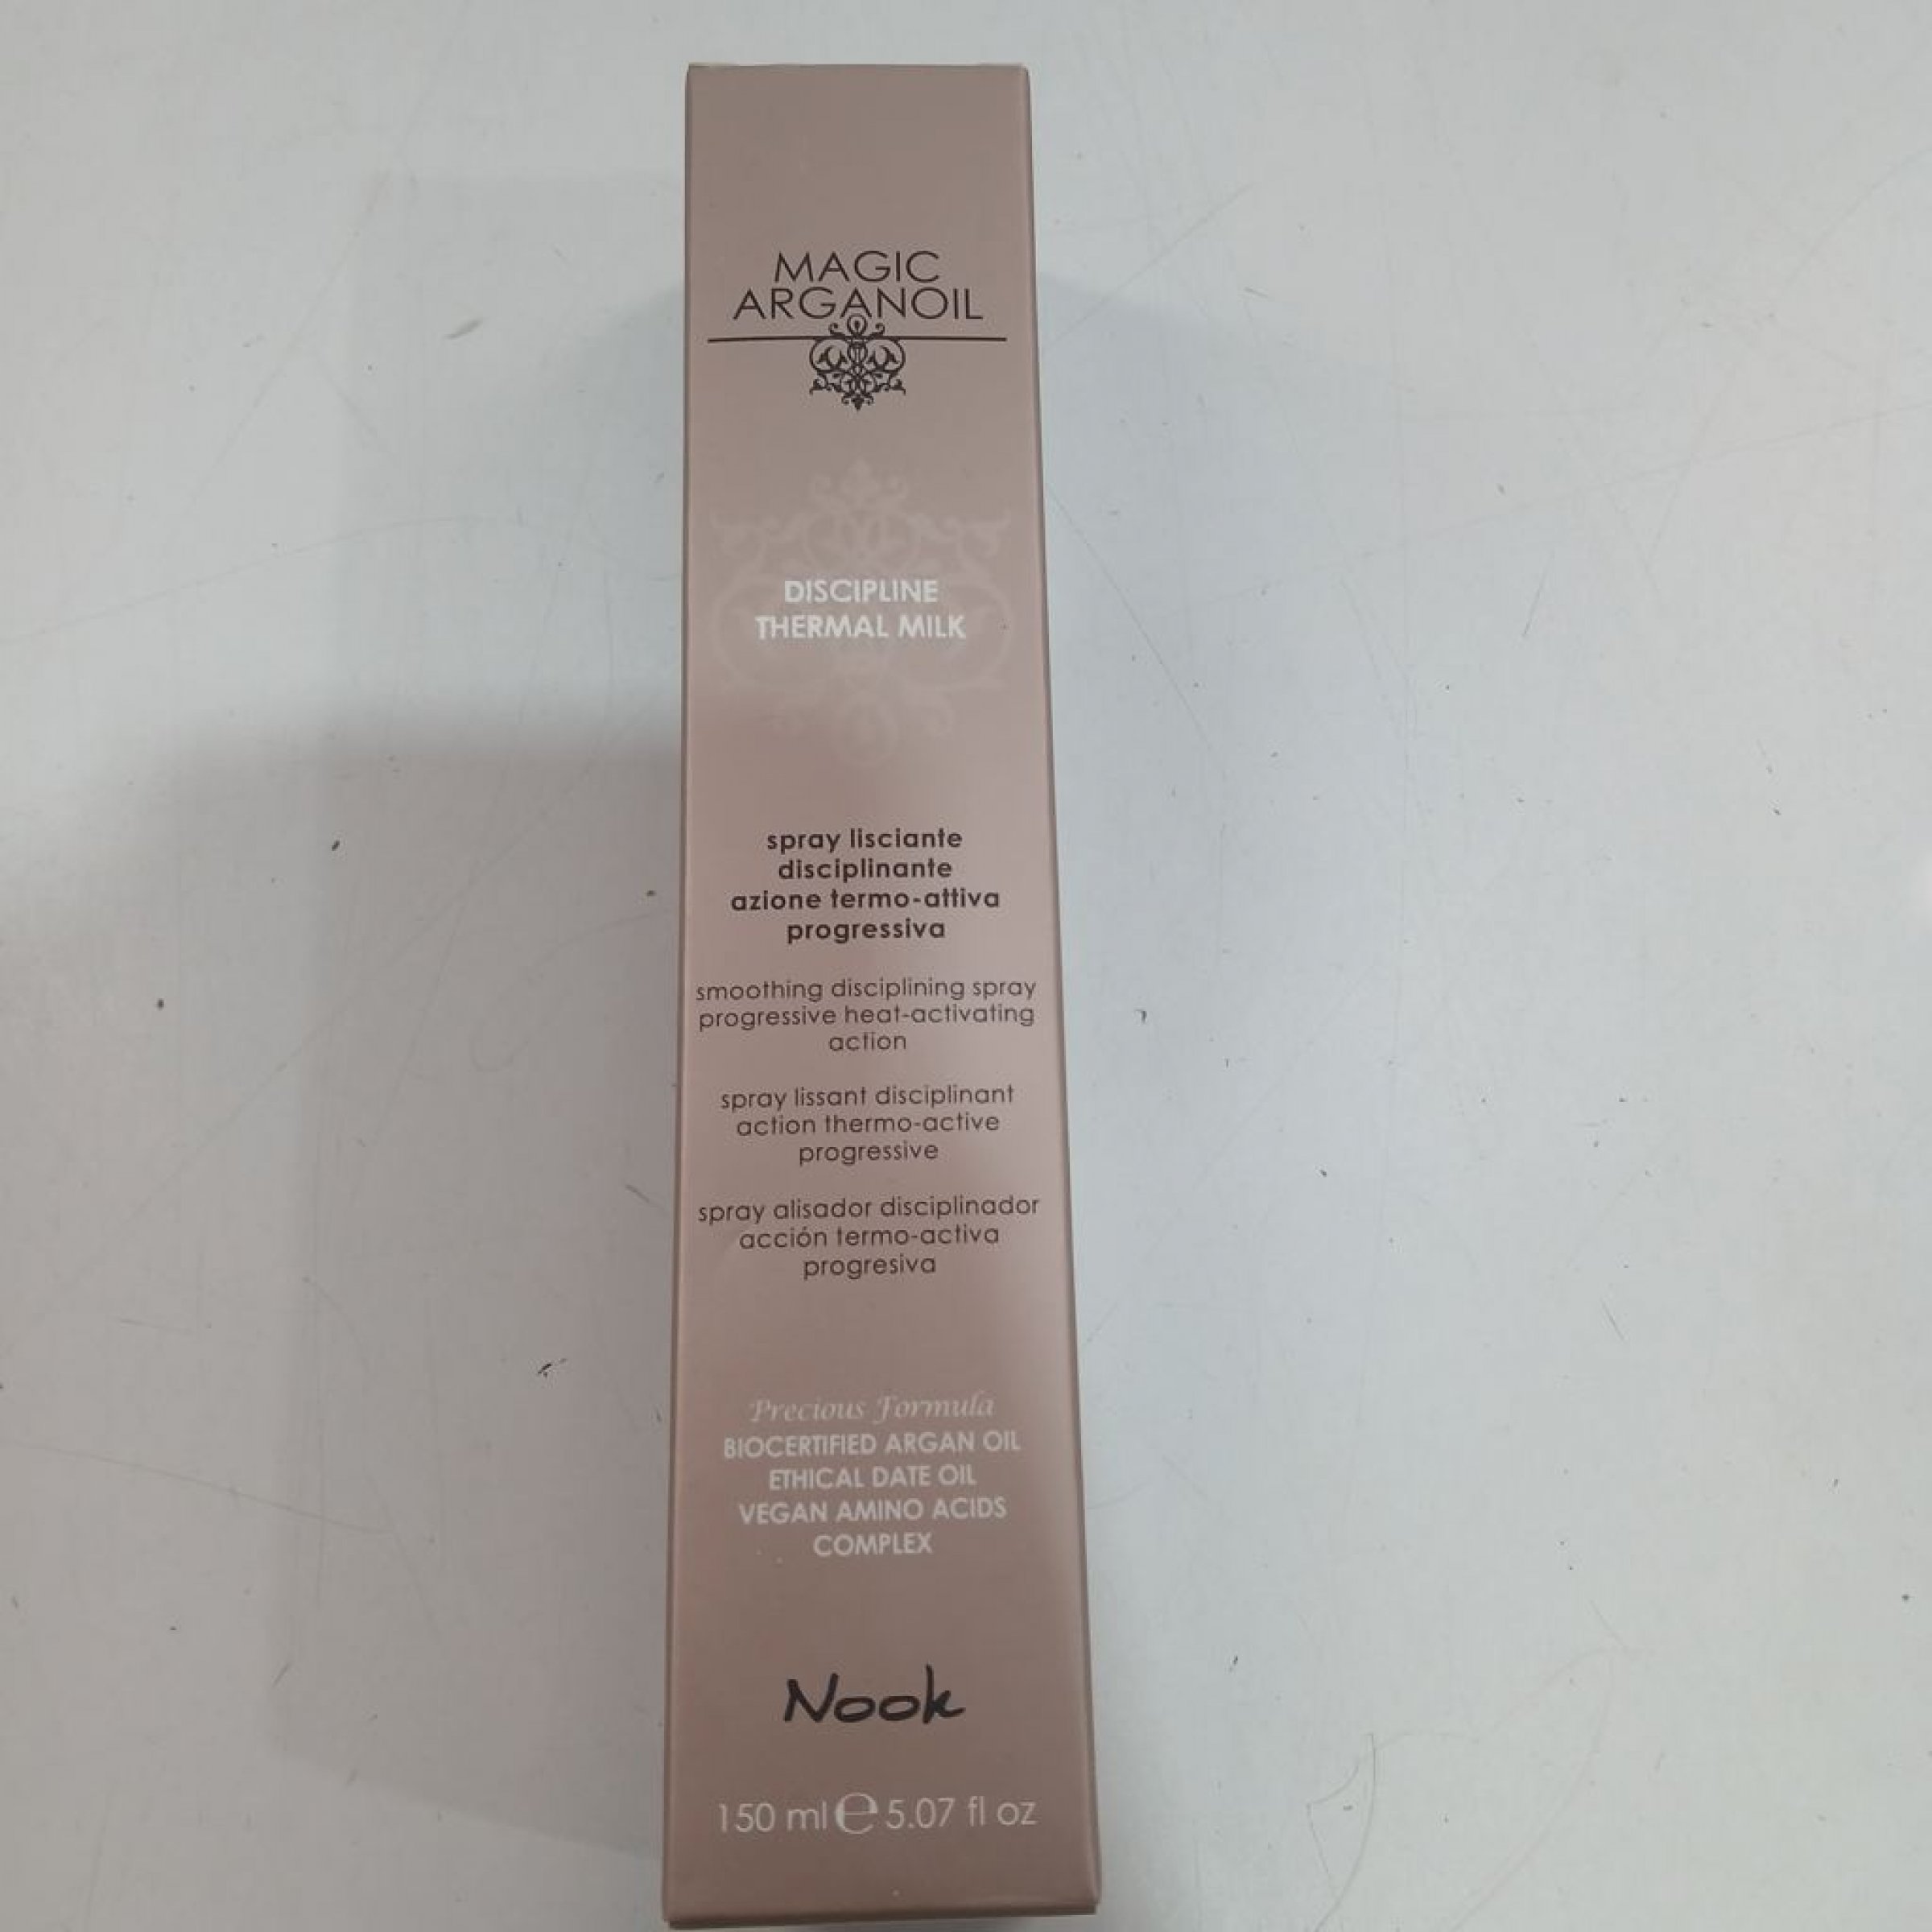 MAGIC
ARGANOIL
DISCIPLINE
THERMAL MILK
spray lisciante
disciplinante
azione termo-attiva
progressiva
smoothing disciplining spray
progressive heat-activating
action
spray lissant disciplinant
action thermo-active
progressive
spray alisador disciplinador
acción termo-activa
progresiva
Precious Formula
BIOCERTIFIED ARGAN OIL
ETHICAL DATE OIL
VEGAN AMINO ACIDS
COMPLEX
Nook
150 ml ℮ 5.07 fl oz